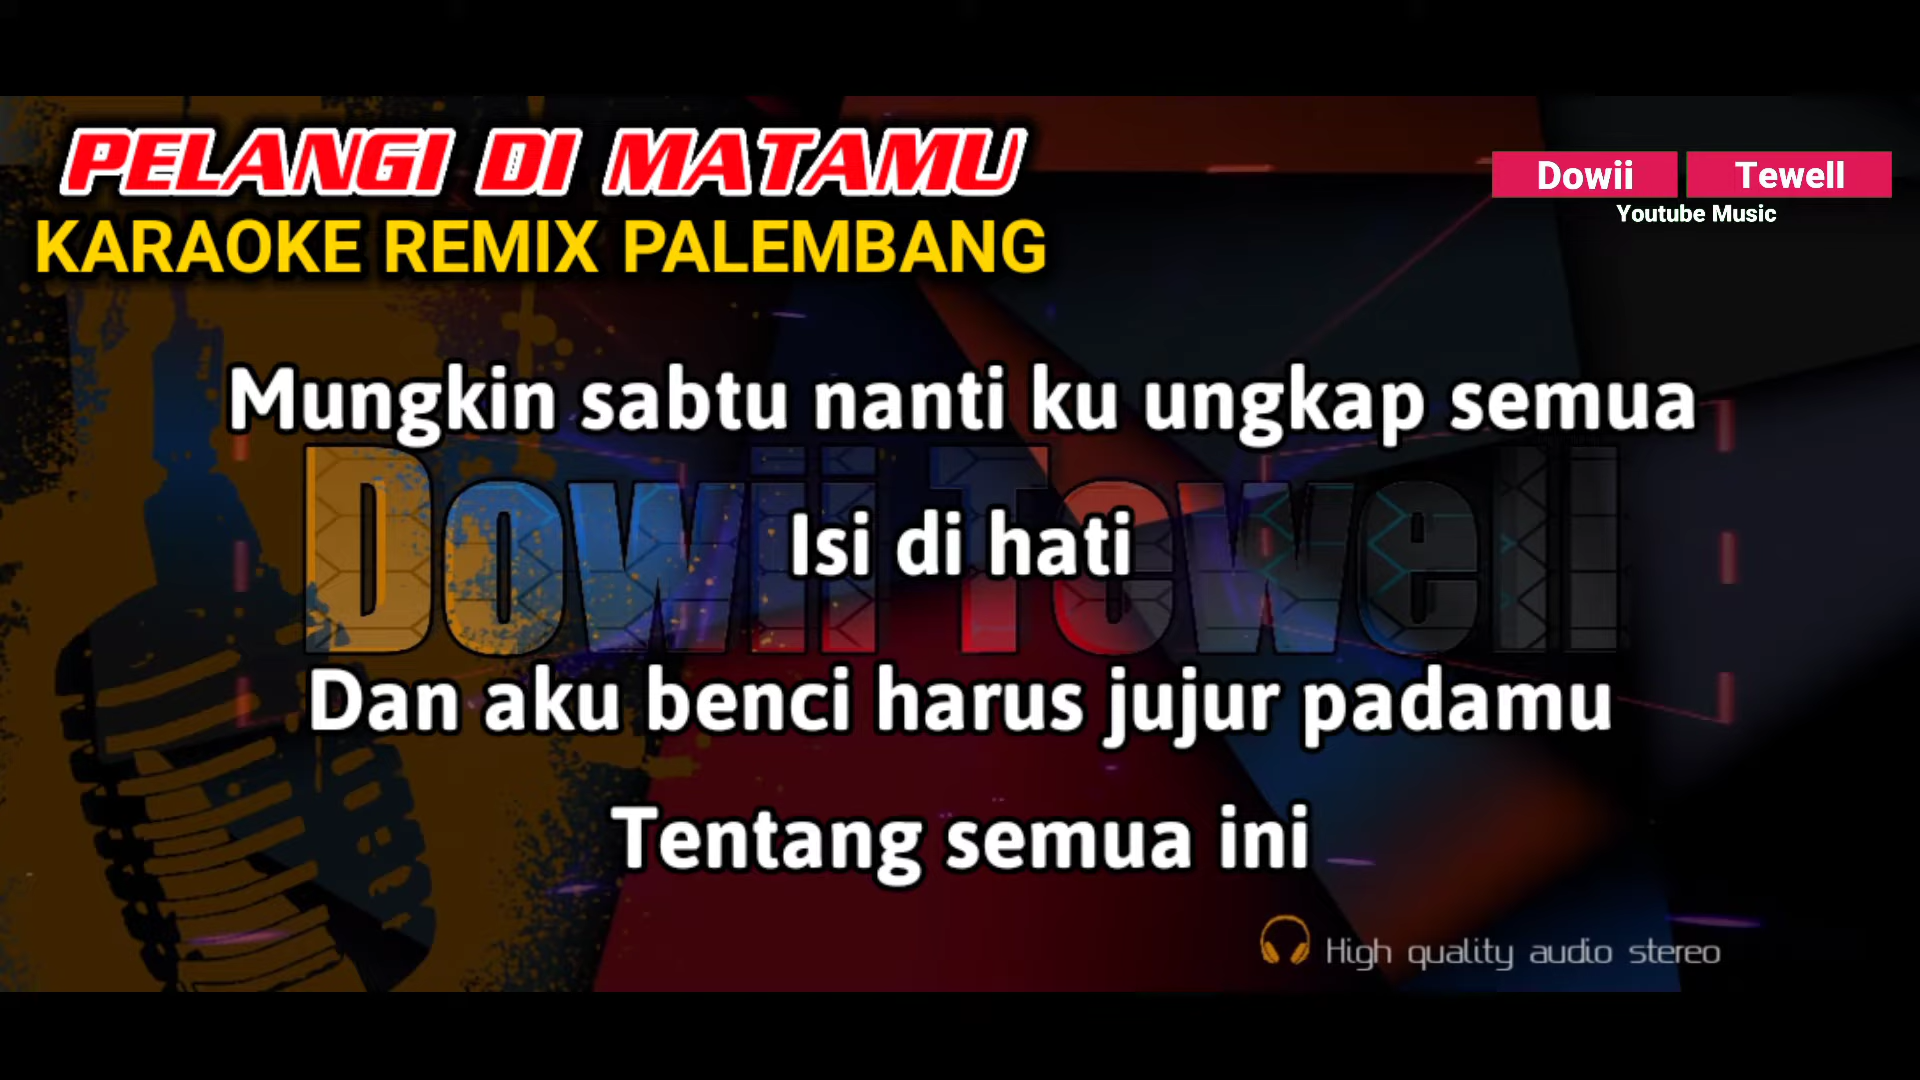 PELANGI DI MATAMU
Dowii Tewell
Youtube Music
KARAOKE REMIX PALEMBANG
Mungkin sabtu nanti ku ungkap semua
Dowii Tewell
Isi di hati
Dan aku benci harus jujur padamu
Tentang semua ini
High quality audio stereo